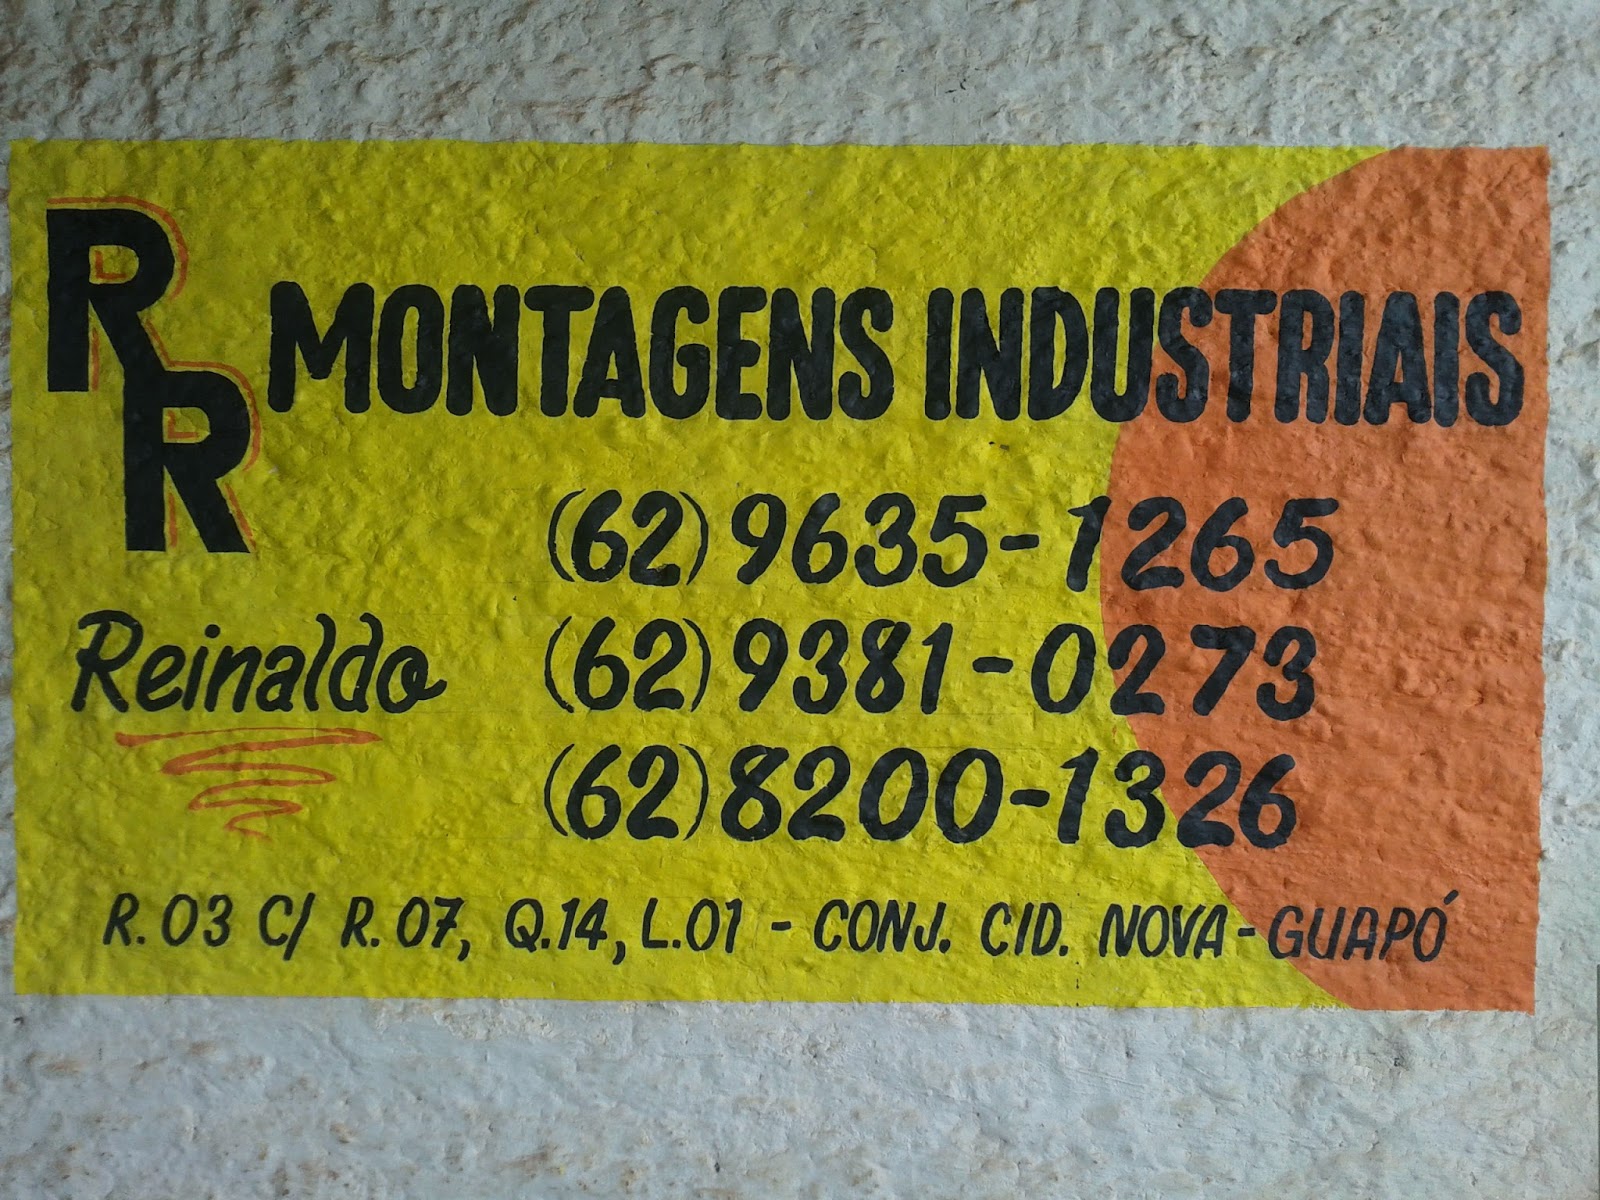 RR MONTAGENS INDUSTRIAIS
(62) 9635-1265
Reinaldo (62) 9381-0273
(62) 8200-1326
R. 03 C/ R. 07, Q.14, L.01 - CONJ. CID. NOVA - GUAPÓ